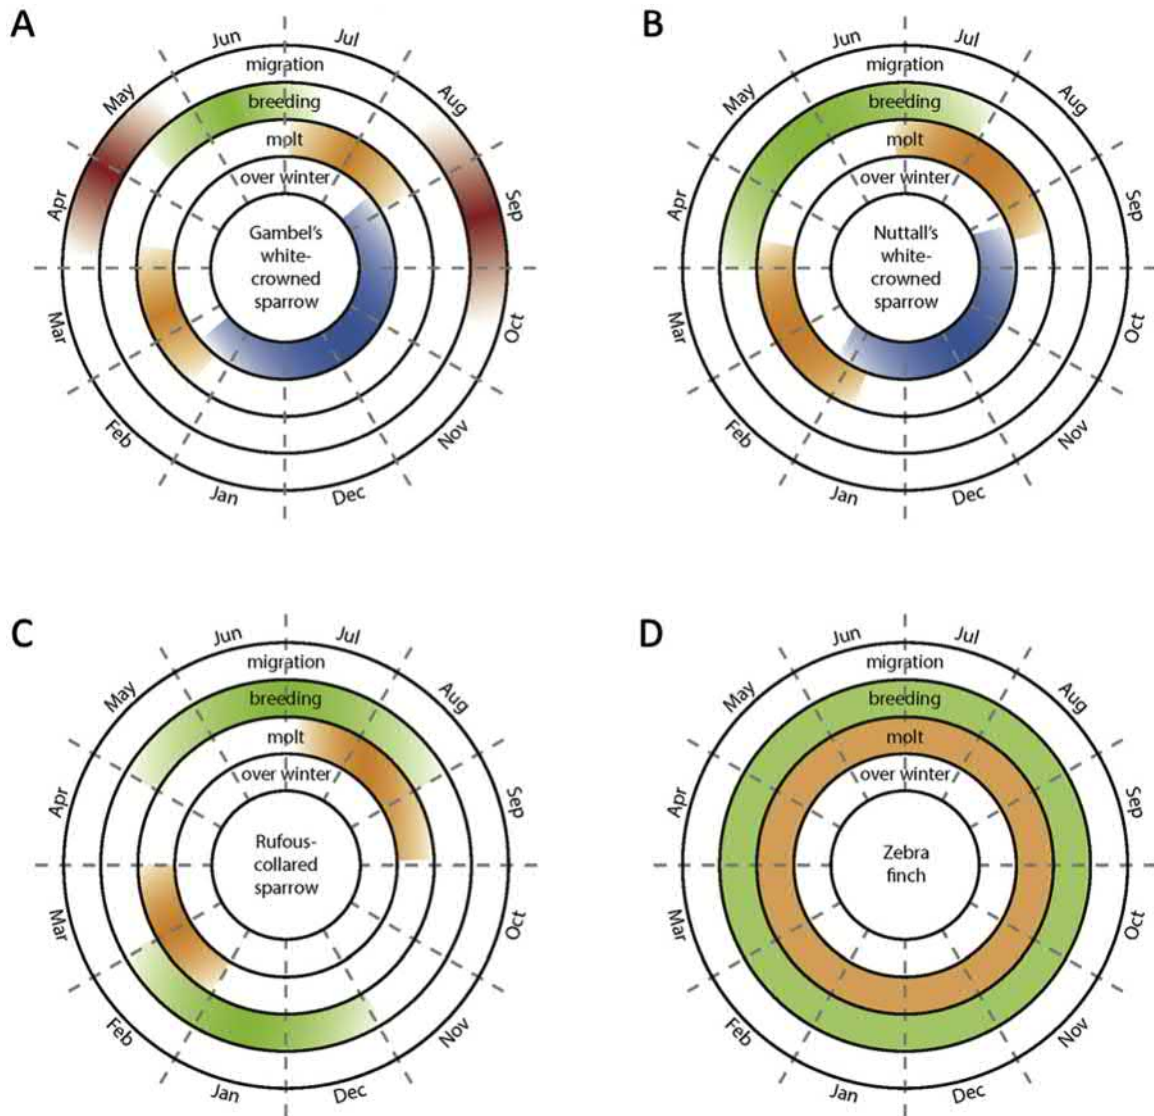 A
Jun
Jul
May
migration
Aug
breeding
molt
over winter
Apr
Sep
Gambel's
white-
crowned
sparrow
Mar
Oct
Feb
Nov
Jan
Dec
B
Jun
Jul
May
migration
Aug
breeding
molt
over winter
Apr
Sep
Nuttall's
white-
crowned
sparrow
Mar
Oct
Feb
Nov
Jan
Dec
C
Jun
Jul
May
migration
Aug
breeding
molt
over winter
Apr
Sep
Rufous-
collared
sparrow
Mar
Oct
Feb
Nov
Jan
Dec
D
Jun
Jul
May
migration
Aug
breeding
molt
over winter
Apr
Sep
Zebra
finch
Mar
Oct
Feb
Nov
Jan
Dec